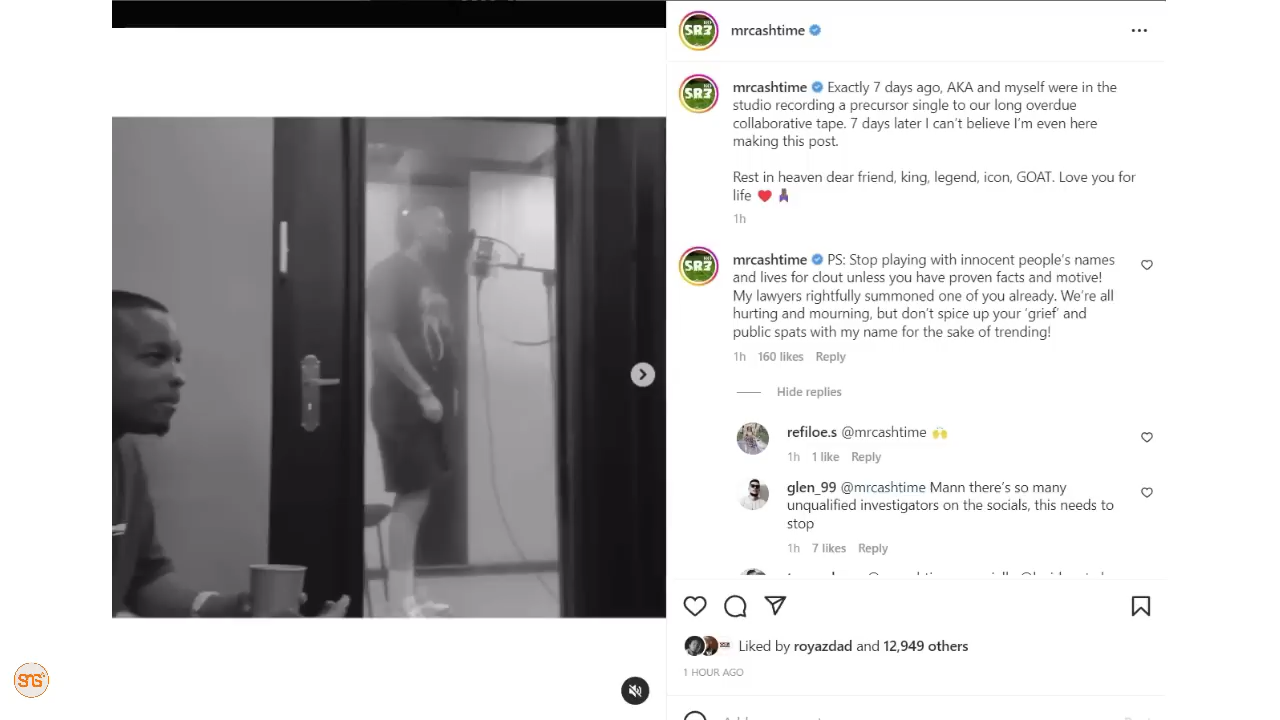 SR3 mrcashtime
SR3 mrcashtime Exactly 7 days ago, AKA and myself were in the
studio recording a precursor single to our long overdue
collaborative tape. 7 days later I can't believe I'm even here
making this post.
Rest in heaven dear friend, king, legend, icon, GOAT. Love you for
life ❤️ 🧎🏾
1h
SR3 mrcashtime PS: Stop playing with innocent people's names
and lives for clout unless you have proven facts and motive!
My lawyers rightfully summoned one of you already. We're all
hurting and mourning, but don't spice up your 'grief' and
public spats with my name for the sake of trending!
1h 160 likes Reply
Hide replies
refiloe.s @mrcashtime 🙌
1h 1 like Reply
glen_99 @mrcashtime Mann there's so many
unqualified investigators on the socials, this needs to
stop
1h 7 likes Reply
Liked by royazdad and 12,949 others
1 HOUR AGO
SNG